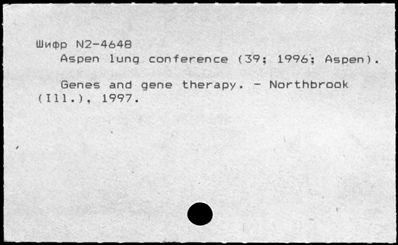 Шифр N2-4648
Aspen lung conference (39; 1996; Aspen).
Genes and gene therapy. - Northbrook
(Ill.), 1997.